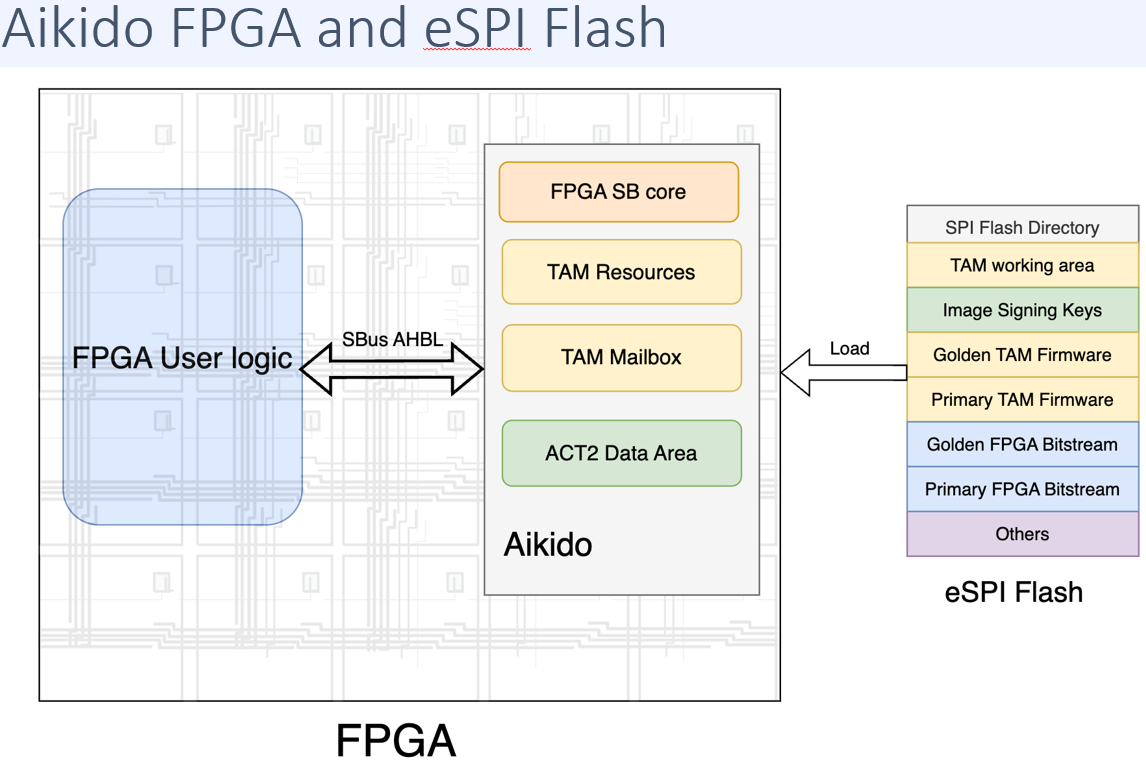 Aikido FPGA and eSPI Flash
FPGA User logic
SBus AHBL
FPGA SB core
TAM Resources
TAM Mailbox
ACT2 Data Area
Aikido
Load
SPI Flash Directory
TAM working area
Image Signing Keys
Golden TAM Firmware
Primary TAM Firmware
Golden FPGA Bitstream
Primary FPGA Bitstream
Others
eSPI Flash
FPGA